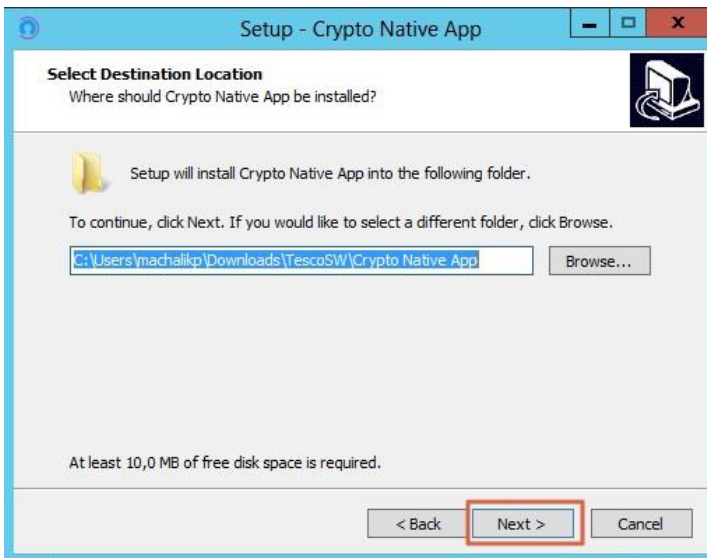 Setup - Crypto Native App
Select Destination Location
Where should Crypto Native App be installed?
Setup will install Crypto Native App into the following folder.
To continue, click Next. If you would like to select a different folder, click Browse.
C:\Users\machalikp\Downloads\TescoSW\Crypto Native App
Browse...
At least 10,0 MB of free disk space is required.
< Back Next > Cancel